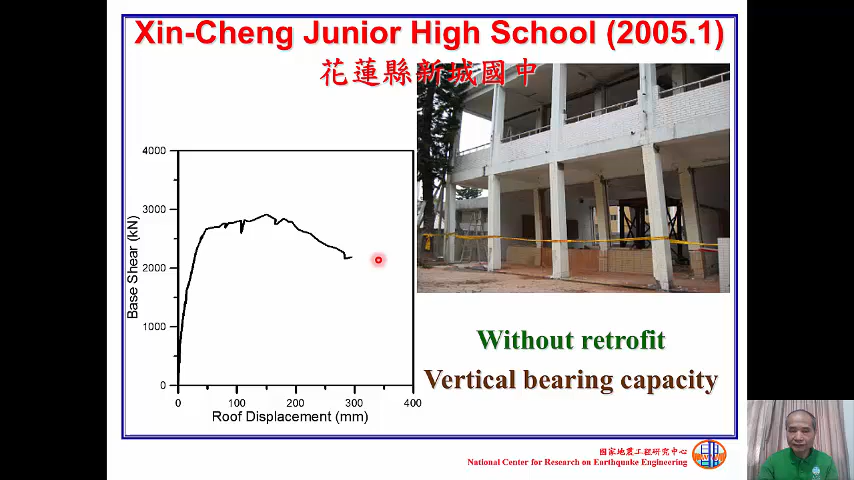 Xin-Cheng Junior High School (2005.1)
花蓮縣新城國中
4000
3000
2000
1000
0
Base Shear (kN)
0 100 200 300 400
Roof Displacement (mm)
Without retrofit
Vertical bearing capacity
國家地震工程研究中心
National Center for Research on Earthquake Engineering